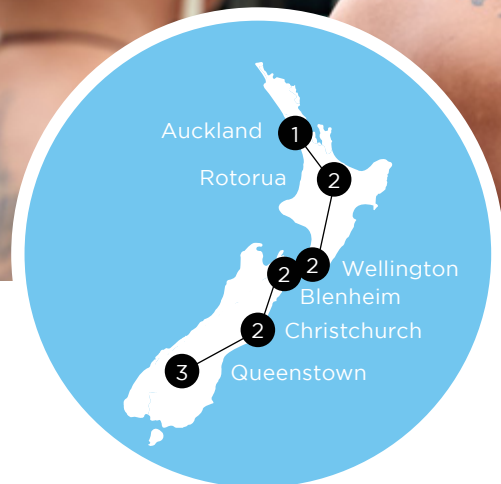 Auckland 1
Rotorua 2
2 2 Wellington
Blenheim
2 Christchurch
3 Queenstown